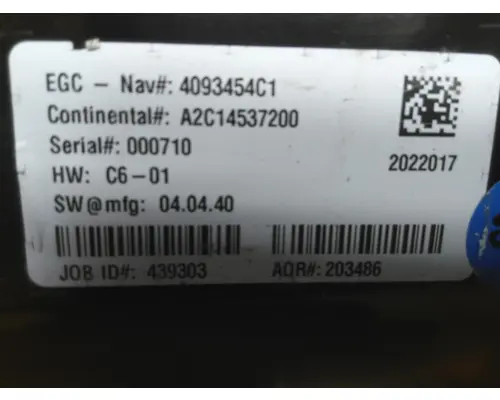 EGC - Nav#: 4093454C1
Continental#: A2C14537200
Serial#: 000710
2022017
HW: C6-01
SW@mfg: 04.04.40
JOB ID#: 439303
AOR#: 203486